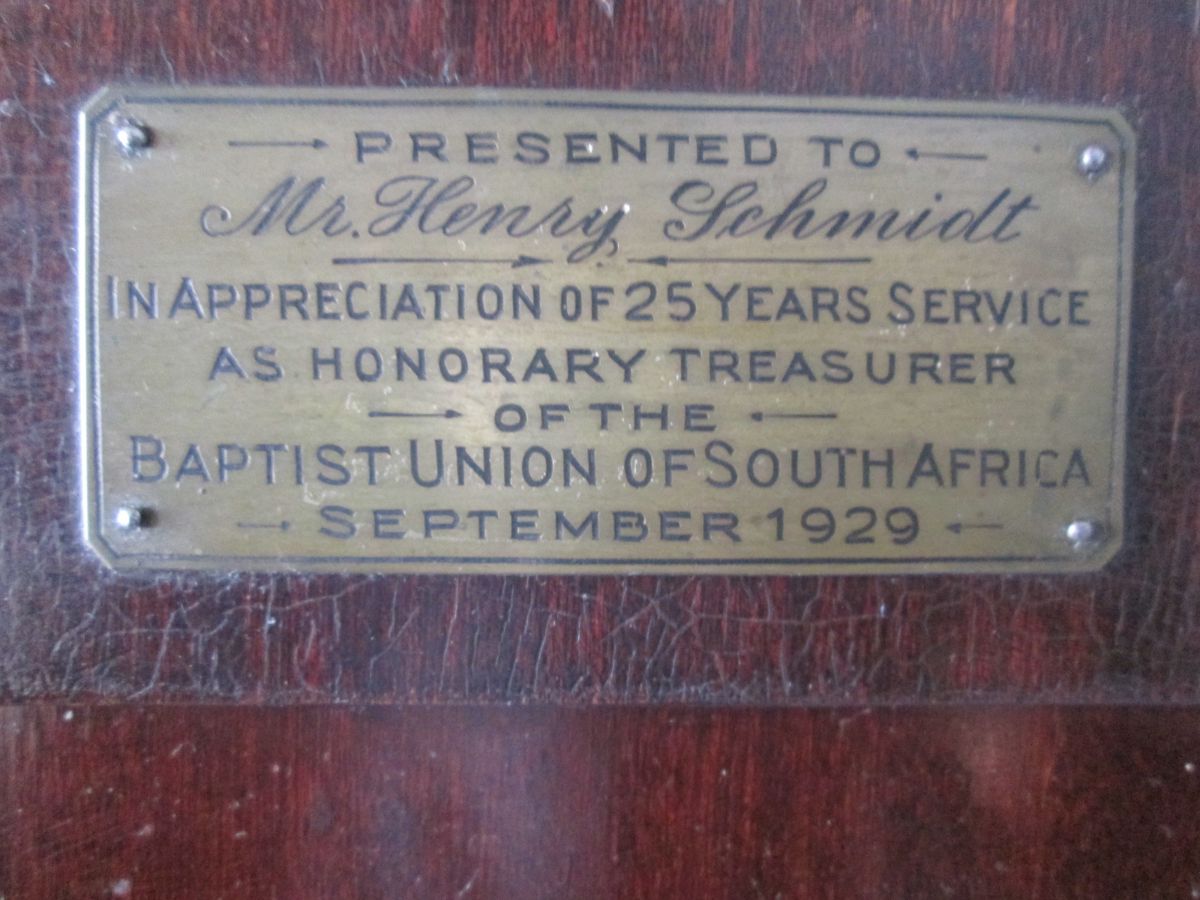 PRESENTED TO
Mr. Henry Schmidt
IN APPRECIATION OF 25 YEARS SERVICE
AS HONORARY TREASURER
OF THE
BAPTIST UNION OF SOUTH AFRICA
SEPTEMBER 1929